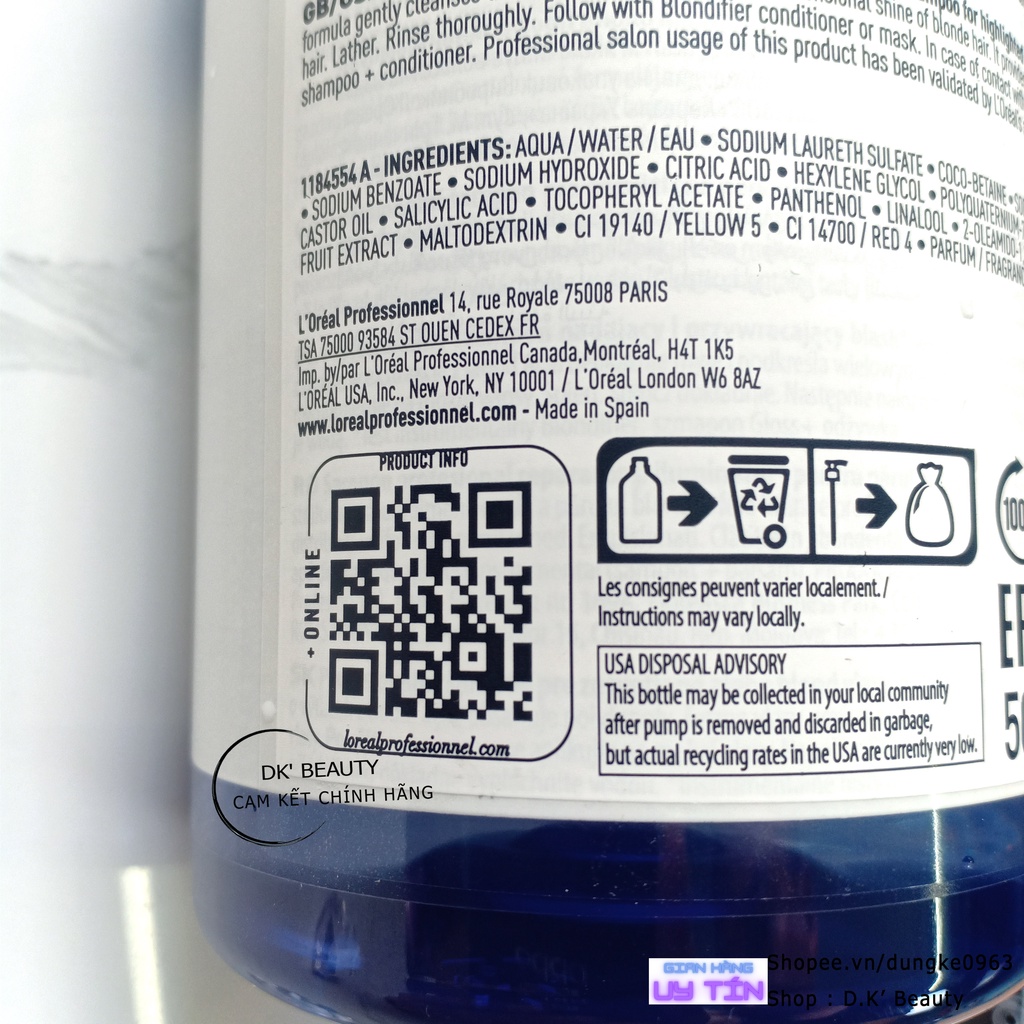 formula gently cleanses
hair. Lather. Rinse thoroughly. Follow with Blondifier conditioner or mask. In case of contact with
shampoo + conditioner. Professional salon usage of this product has been validated by L'Oréal's
1184554 A - INGREDIENTS: AQUA / WATER / EAU • SODIUM LAURETH SULFATE • COCO-BETAINE •
• SODIUM BENZOATE • SODIUM HYDROXIDE • CITRIC ACID • HEXYLENE GLYCOL • POLYQUATERNIUM-
CASTOR OIL • SALICYLIC ACID • TOCOPHERYL ACETATE • PANTHENOL • LINALOOL • 2-OLEAMIDO-1,
FRUIT EXTRACT • MALTODEXTRIN • CI 19140 / YELLOW 5 • CI 14700 / RED 4 • PARFUM / FRAGRANCE
L'Oréal Professionnel 14, rue Royale 75008 PARIS
TSA 75000 93584 ST OUEN CEDEX FR
Imp. by/par L'Oréal Professionnel Canada,Montréal, H4T 1K5
L'ORÉAL USA, Inc., New York, NY 10001 / L'Oréal London W6 8AZ
www.lorealprofessionnel.com - Made in Spain
PRODUCT INFO
+ ONLINE
lorealprofessionnel.com
100
Les consignes peuvent varier localement. /
Instructions may vary locally.
USA DISPOSAL ADVISORY
This bottle may be collected in your local community
after pump is removed and discarded in garbage,
but actual recycling rates in the USA are currently very low.
DK' BEAUTY
CAM KẾT CHÍNH HÃNG
GIAN HÀNG
UY TÍN
Shopee.vn/dungke0963
Shop : D.K' Beauty